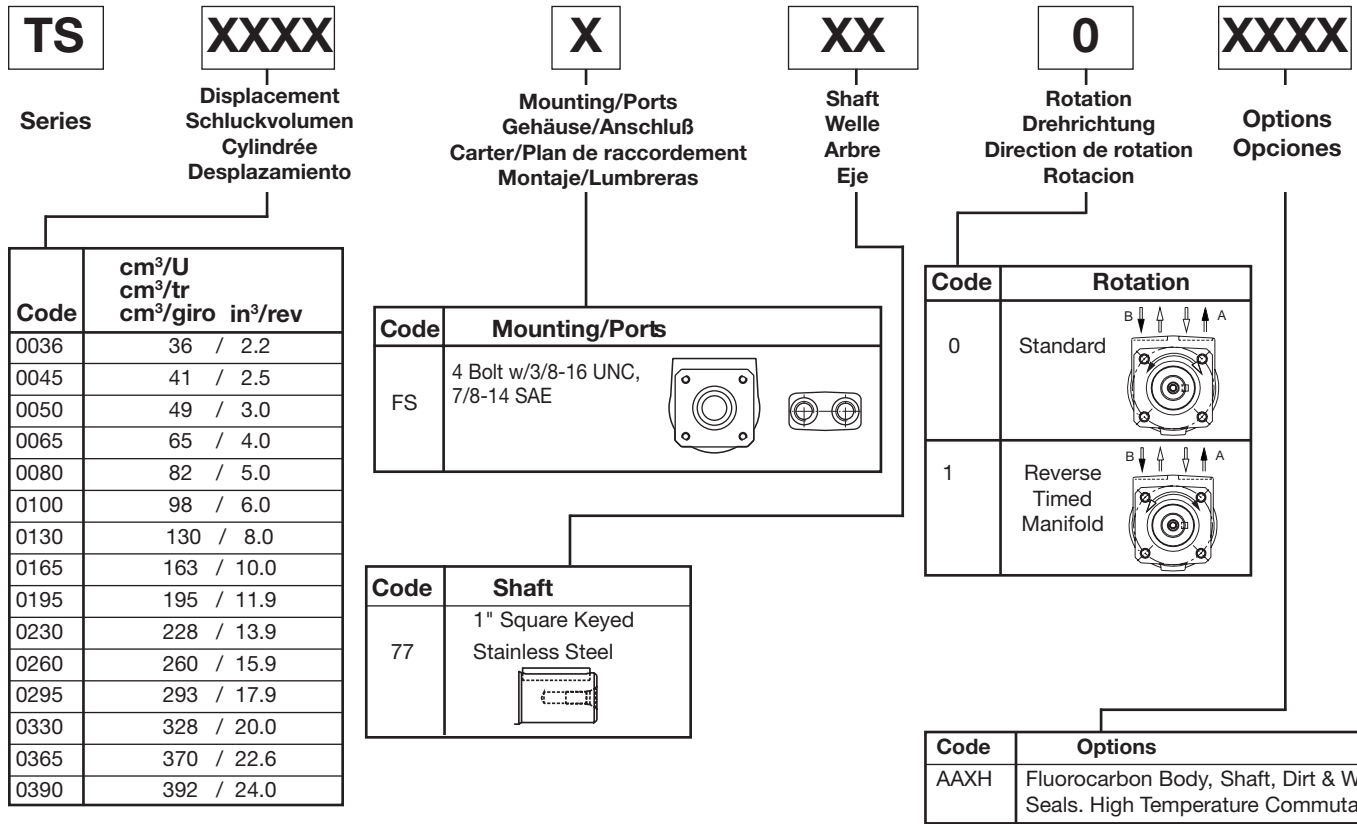 TS XXXX X XX 0 XXXX
Series
Displacement
Schluckvolumen
Cylindrée
Desplazamiento
Mounting/Ports
Gehäuse/Anschluß
Carter/Plan de raccordement
Montaje/Lumbreras
Shaft
Welle
Arbre
Eje
Rotation
Drehrichtung
Direction de rotation
Rotacion
Options
Opciones
Code cm³/U
cm³/tr
cm³/giro in³/rev
0036 36 / 2.2
0045 41 / 2.5
0050 49 / 3.0
0065 65 / 4.0
0080 82 / 5.0
0100 98 / 6.0
0130 130 / 8.0
0165 163 / 10.0
0195 195 / 11.9
0230 228 / 13.9
0260 260 / 15.9
0295 293 / 17.9
0330 328 / 20.0
0365 370 / 22.6
0390 392 / 24.0
Code Mounting/Ports
FS 4 Bolt w/3/8-16 UNC,
7/8-14 SAE
Code Shaft
77 1" Square Keyed
Stainless Steel
Code Rotation
0 Standard B A
1 Reverse
Timed
Manifold B A
Code Options
AAXH Fluorocarbon Body, Shaft, Dirt &
Seals. High Temperature